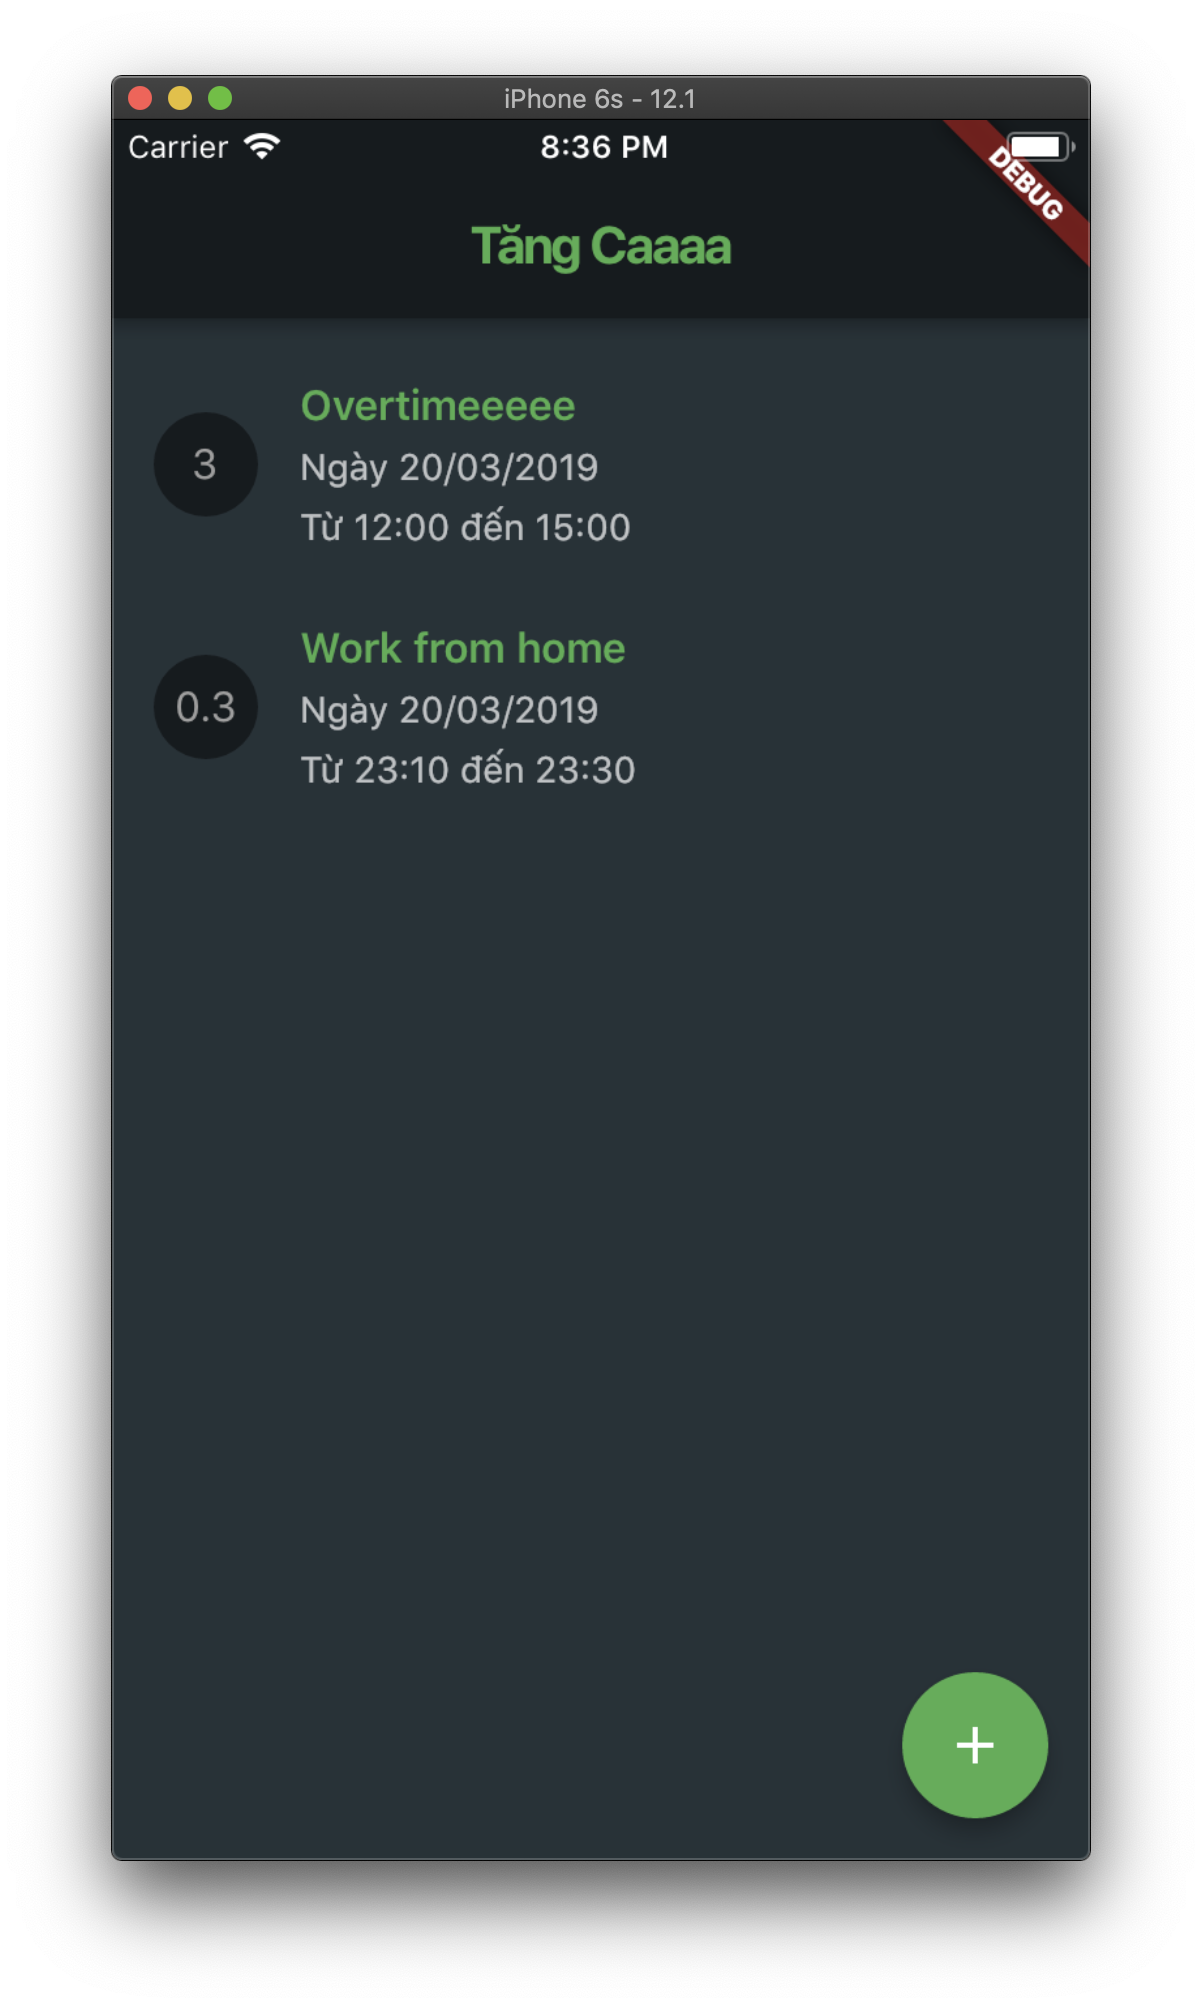 iPhone 6s - 12.1
Carrier 8:36 PM
DEBUG
Tăng Caaaa
Overtimeeeee
3
Ngày 20/03/2019
Từ 12:00 đến 15:00
Work from home
0.3
Ngày 20/03/2019
Từ 23:10 đến 23:30
+